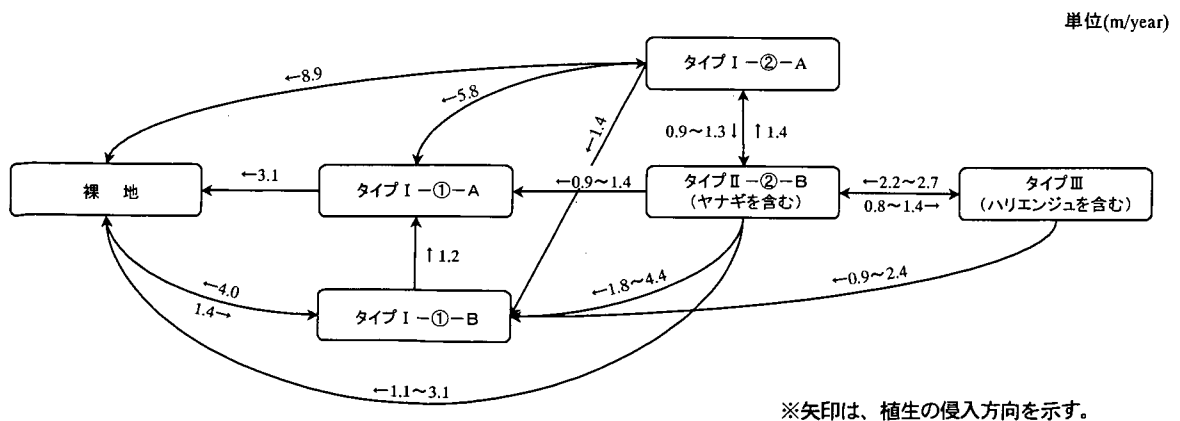 単位(m/year)
タイプⅠ-②-A
←8.9
←5.8
←1.4
0.9～1.3↓
↑1.4
裸 地
←3.1
タイプⅠ-①-A
←0.9～1.4
タイプⅡ-②-B
(ヤナギを含む)
←2.2～2.7
0.8～1.4→
タイプⅢ
(ハリエンジュを含む)
↑1.2
←4.0
1.4→
タイプⅠ-①-B
←1.8～4.4
←0.9～2.4
←1.1～3.1
※矢印は、植生の侵入方向を示す。